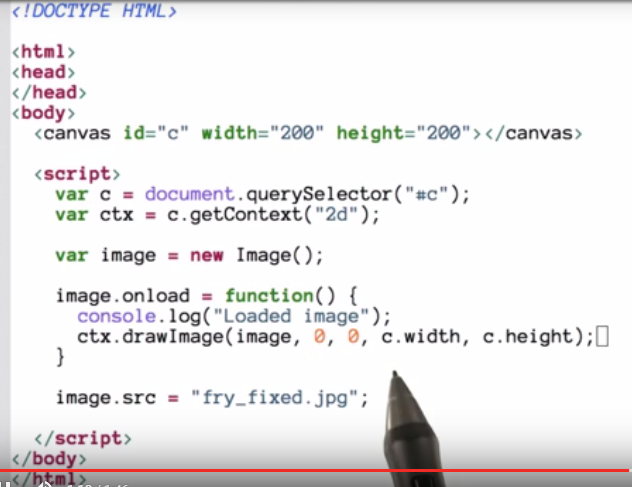 <!DOCTYPE HTML>
<html>
<head>
</head>
<body>
<canvas id="c" width="200" height="200"></canvas>
<script>
var c = document.querySelector("#c");
var ctx = c.getContext("2d");
var image = new Image();
image.onload = function() {
console.log("Loaded image");
ctx.drawImage(image, 0, 0, c.width, c.height);
}
image.src = "fry_fixed.jpg";
</script>
</body>
</html>